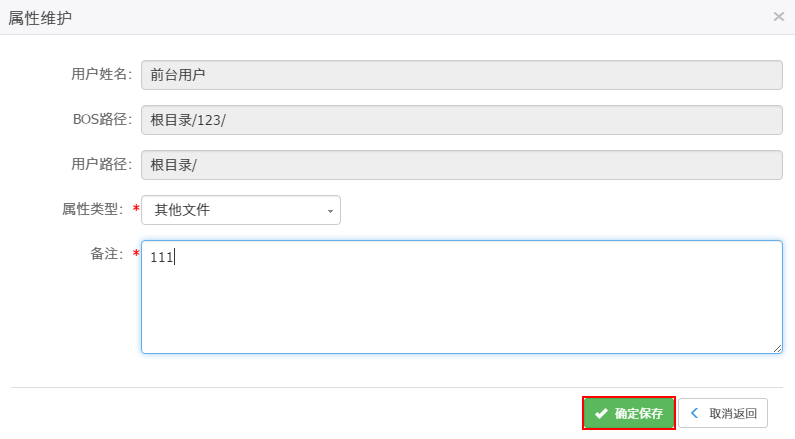 属性维护
用户姓名： 前台用户
BOS路径： 根目录/123/
用户路径： 根目录/
属性类型： * 其他文件
备注： * 111
确定保存 取消返回